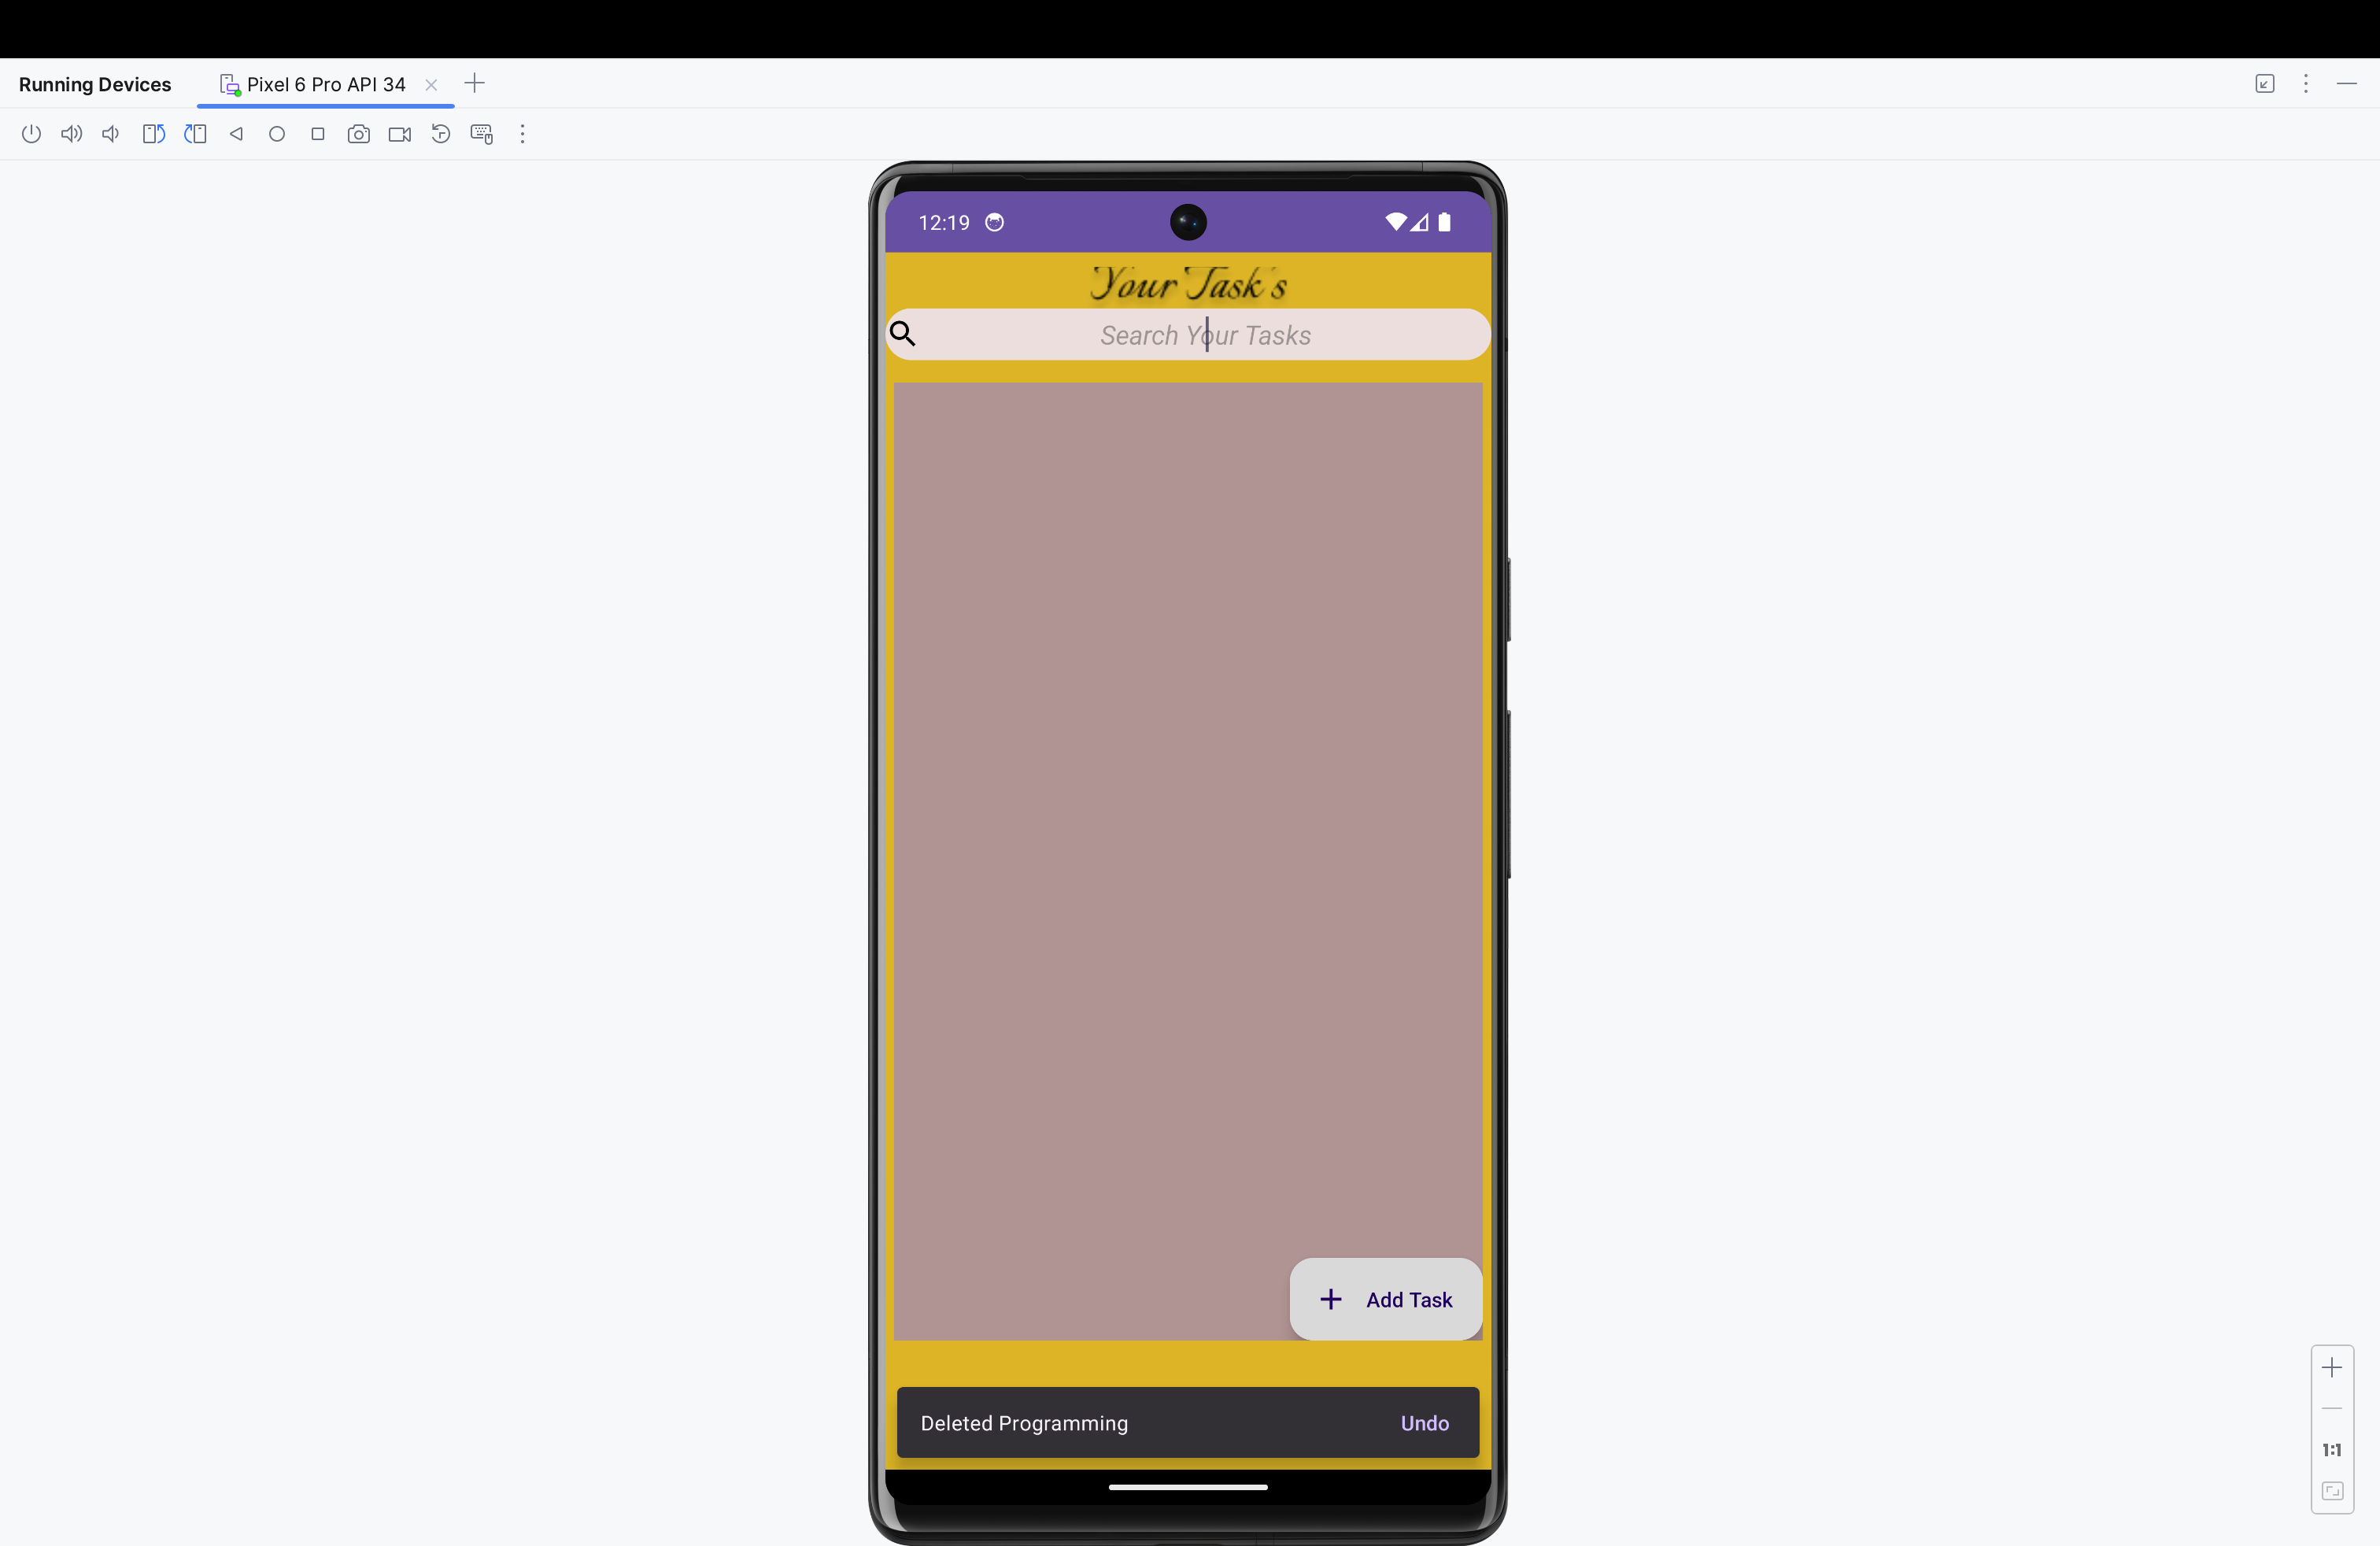 Running Devices Pixel 6 Pro API 34
12:19
Your Task's
Search Your Tasks
Add Task
Deleted Programming Undo
1:1